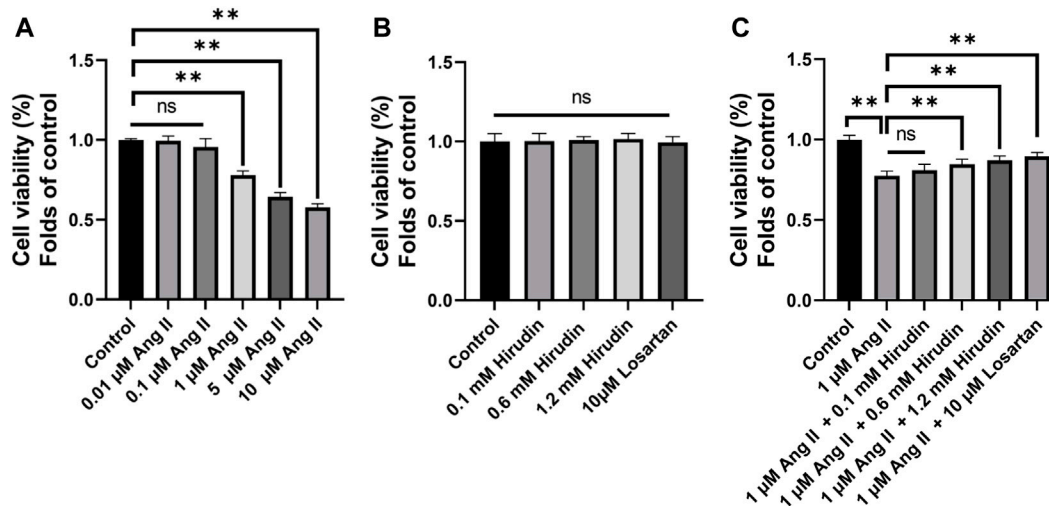 A
Cell viability (%)
Folds of control
1.5
1.0
0.5
0.0
**
**
**
ns
Control
0.01 µM Ang II
0.1 µM Ang II
1 µM Ang II
5 µM Ang II
10 µM Ang II
B
Cell viability (%)
Folds of control
1.5
1.0
0.5
0.0
ns
Control
0.1 mM Hirudin
0.6 mM Hirudin
1.2 mM Hirudin
10µM Losartan
C
Cell viability (%)
Folds of control
1.5
1.0
0.5
0.0
**
**
** **
ns
Control
1 µM Ang II
1 µM Ang II + 0.1 mM Hirudin
1 µM Ang II + 0.6 mM Hirudin
1 µM Ang II + 1.2 mM Hirudin
1 µM Ang II + 10 µM Losartan